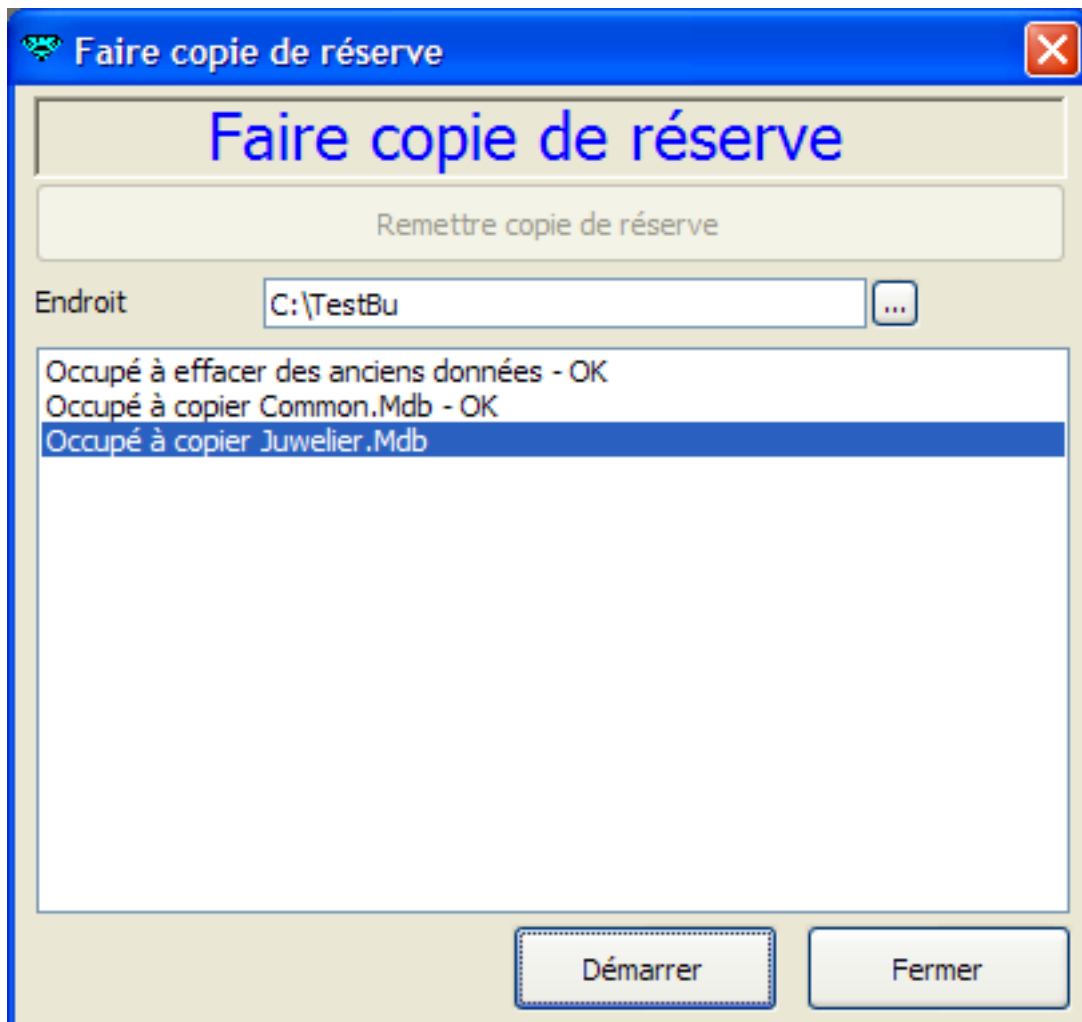 Faire copie de réserve
Faire copie de réserve
Remettre copie de réserve
Endroit C:\TestBu ...
Occupé à effacer des anciens données - OK
Occupé à copier Common.Mdb - OK
Occupé à copier Juwelier.Mdb
Démarrer Fermer